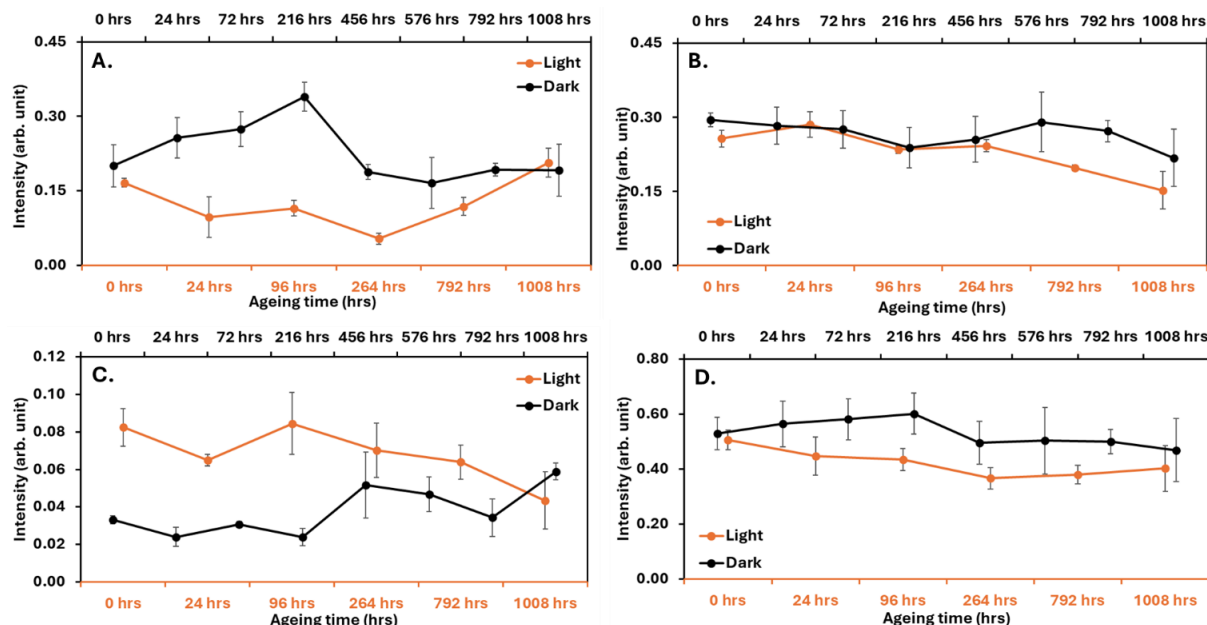 0 hrs 24 hrs 72 hrs 216 hrs 456 hrs 576 hrs 792 hrs 1008 hrs
A.
Light
Dark
Intensity (arb. unit)
0.45
0.30
0.15
0.00
0 hrs 24 hrs 96 hrs 264 hrs 792 hrs 1008 hrs
Ageing time (hrs)
0 hrs 24 hrs 72 hrs 216 hrs 456 hrs 576 hrs 792 hrs 1008 hrs
B.
Light
Dark
Intensity (arb. unit)
0.45
0.30
0.15
0.00
0 hrs 24 hrs 96 hrs 264 hrs 792 hrs 1008 hrs
Ageing time (hrs)
0 hrs 24 hrs 72 hrs 216 hrs 456 hrs 576 hrs 792 hrs 1008 hrs
C.
Light
Dark
Intensity (arb. unit)
0.12
0.10
0.08
0.06
0.04
0.02
0.00
0 hrs 24 hrs 96 hrs 264 hrs 792 hrs 1008 hrs
Ageing time (hrs)
0 hrs 24 hrs 72 hrs 216 hrs 456 hrs 576 hrs 792 hrs 1008 hrs
D.
Light
Dark
Intensity (arb. unit)
0.80
0.60
0.40
0.20
0.00
0 hrs 24 hrs 96 hrs 264 hrs 792 hrs 1008 hrs
Ageing time (hrs)